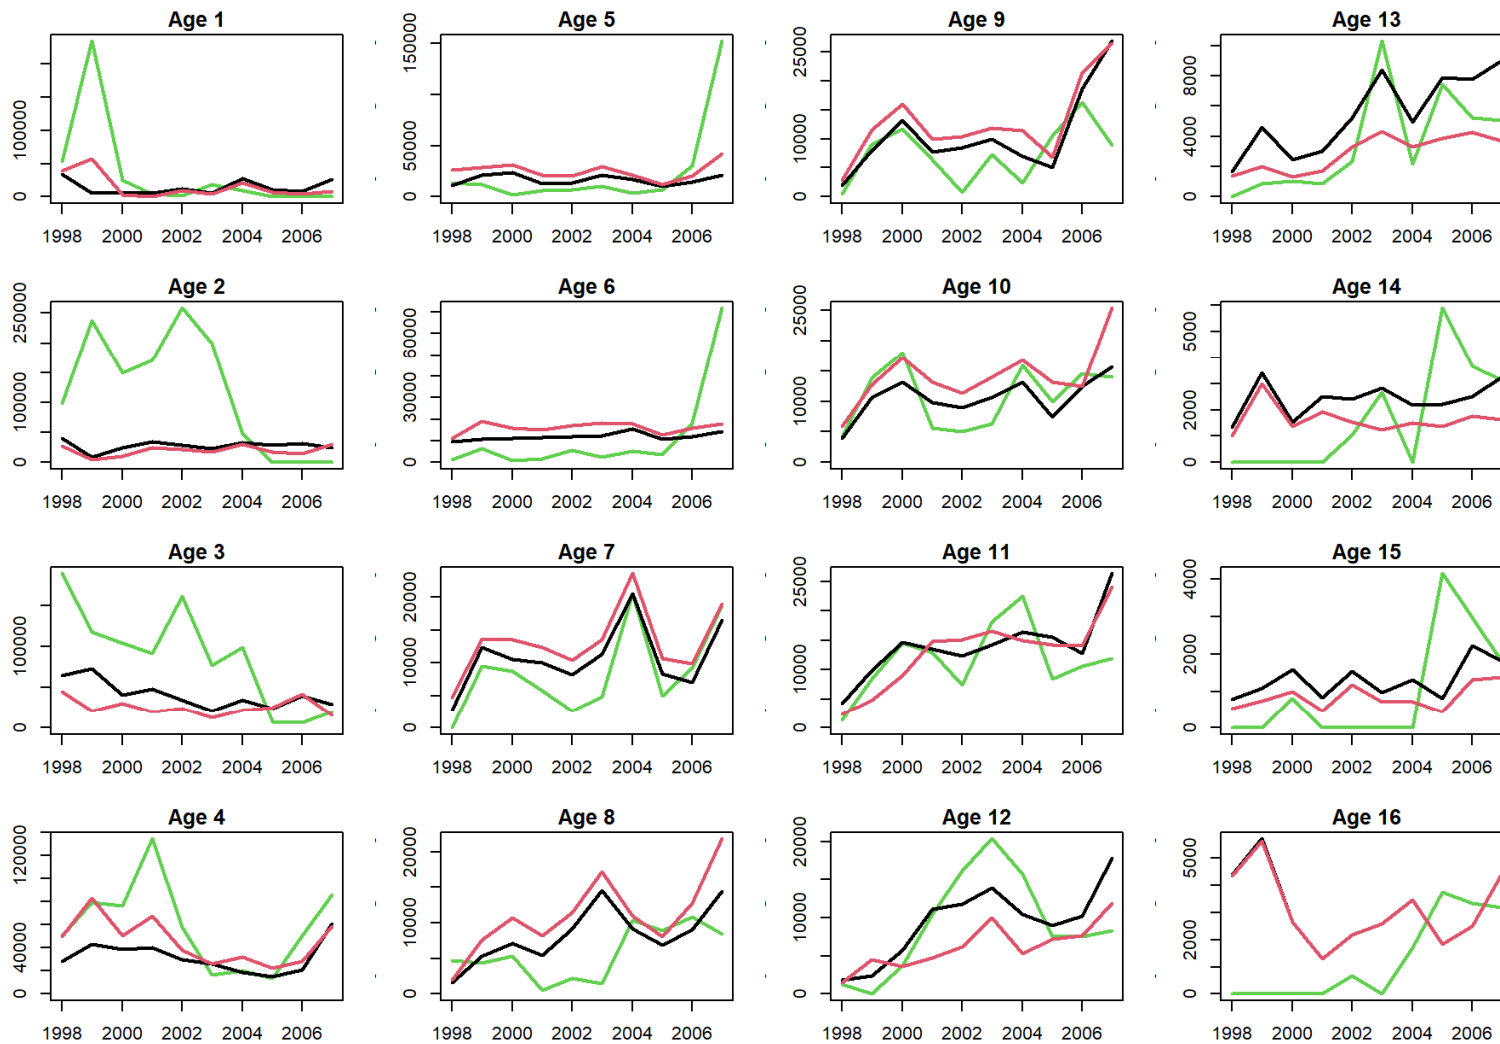 Age 1
0 100000
1998 2000 2002 2004 2006
Age 5
0 50000 150000
1998 2000 2002 2004 2006
Age 9
0 10000 25000
1998 2000 2002 2004 2006
Age 13
0 4000 8000
1998 2000 2002 2004 2006
Age 2
0 100000 250000
1998 2000 2002 2004 2006
Age 6
0 30000 60000
1998 2000 2002 2004 2006
Age 10
0 10000 25000
1998 2000 2002 2004 2006
Age 14
0 2000 5000
1998 2000 2002 2004 2006
Age 3
0 100000
1998 2000 2002 2004 2006
Age 7
0 10000 20000
1998 2000 2002 2004 2006
Age 11
0 10000 25000
1998 2000 2002 2004 2006
Age 15
0 2000 4000
1998 2000 2002 2004 2006
Age 4
0 40000 120000
1998 2000 2002 2004 2006
Age 8
0 10000 20000
1998 2000 2002 2004 2006
Age 12
0 10000 20000
1998 2000 2002 2004 2006
Age 16
0 2000 5000
1998 2000 2002 2004 2006